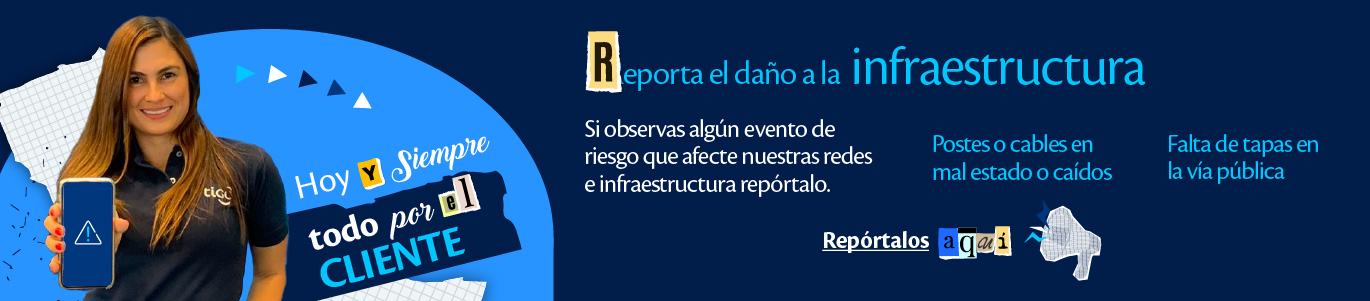 tiGO
Hoy Y Siempre
todo por el
CLIENTE
Reporta el daño a la infraestructura
Si observas algún evento de
riesgo que afecte nuestras redes
e infraestructura repórtalo.
Postes o cables en
mal estado o caídos
Falta de tapas en
la vía pública
Repórtalos aquí